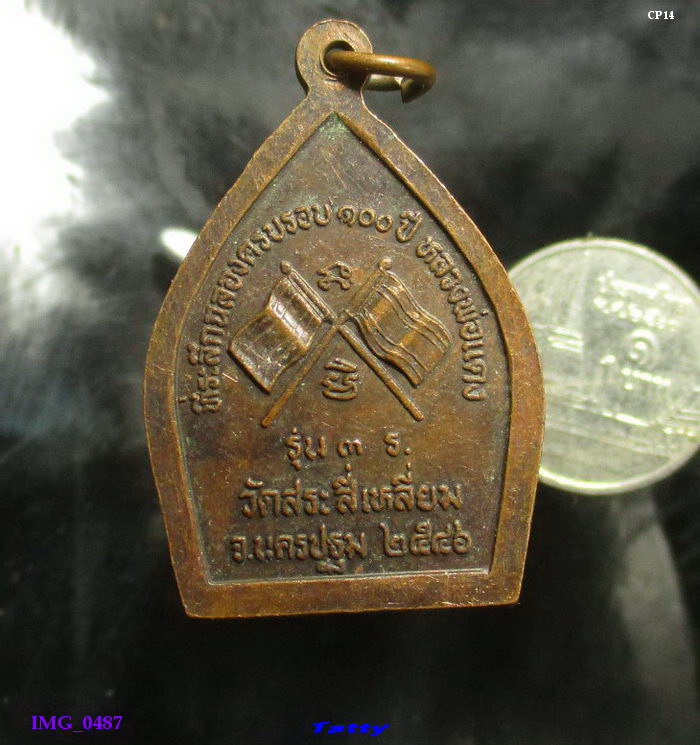 CP14
ที่ระลึกฉลองครบรอบ ๑๐๐ ปี หลวงพ่อแดง
รุ่น ๓ ร.
วัดสระสี่เหลี่ยม
จ.นครปฐม ๒๕๔๖
๑
IMG_0487
Tatty